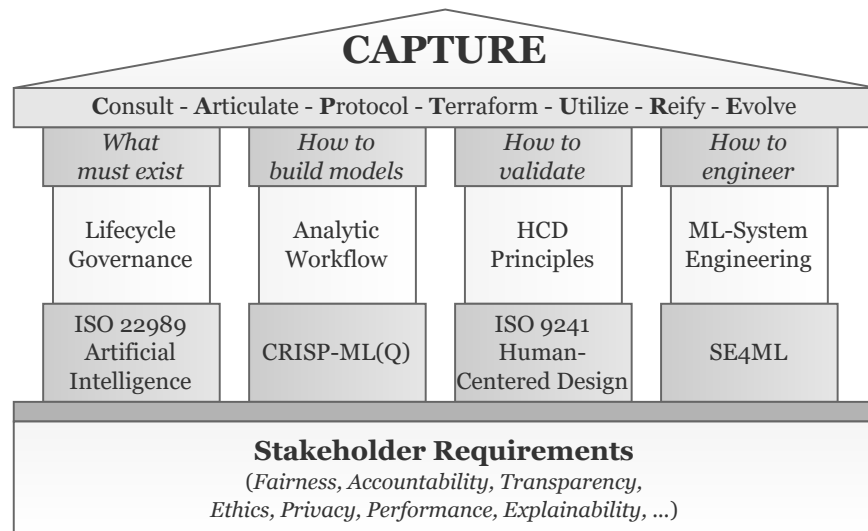 CAPTURE
Consult - Articulate - Protocol - Terraform - Utilize - Reify - Evolve
What
must exist
How to
build models
How to
validate
How to
engineer
Lifecycle
Governance
Analytic
Workflow
HCD
Principles
ML-System
Engineering
ISO 22989
Artificial
Intelligence
CRISP-ML(Q)
ISO 9241
Human-
Centered Design
SE4ML
Stakeholder Requirements
(Fairness, Accountability, Transparency,
Ethics, Privacy, Performance, Explainability, ...)